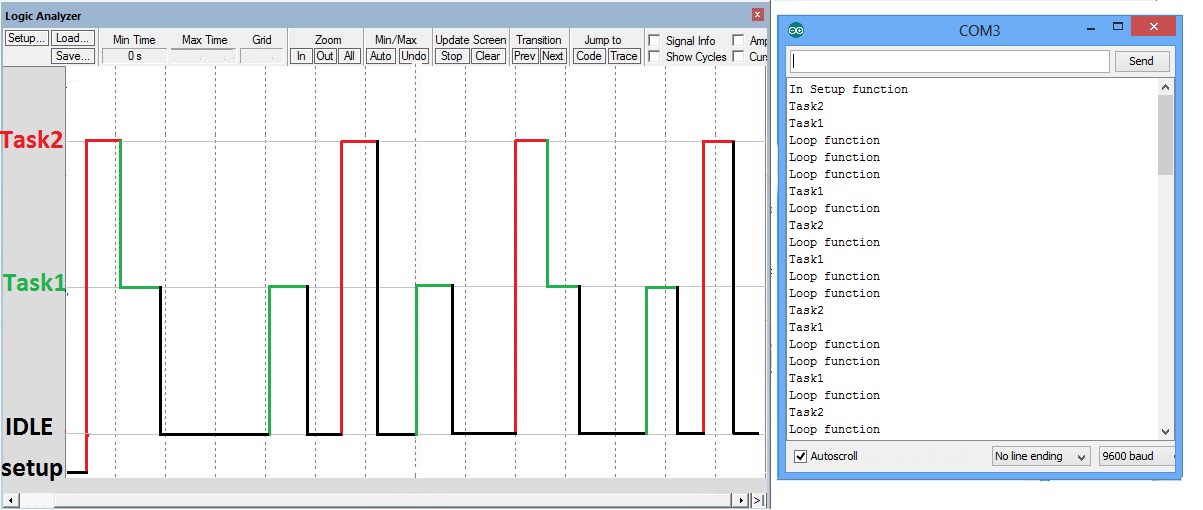 Logic Analyzer
Setup... Load... Min Time Max Time Grid Zoom Min/Max Update Screen Transition Jump to Signal Info
Save... 0 s In Out All Auto Undo Stop Clear Prev Next Code Trace Show Cycles
Task2
Task1
IDLE
setup
COM3
Send
In Setup function
Task2
Task1
Loop function
Loop function
Loop function
Task1
Loop function
Task2
Loop function
Task1
Loop function
Loop function
Task2
Task1
Loop function
Loop function
Task1
Loop function
Task2
Loop function
Autoscroll No line ending 9600 baud